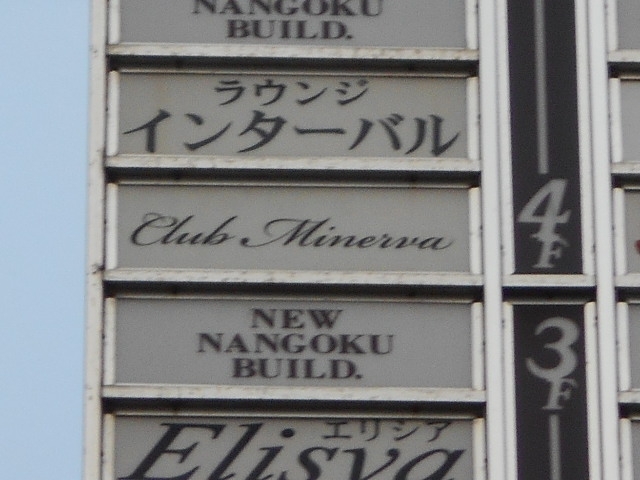 NANGOKU
BUILD.
ラウンジ
インターバル
Club Minerva
4F
NEW
NANGOKU
BUILD.
3F
エリシア
Elisya